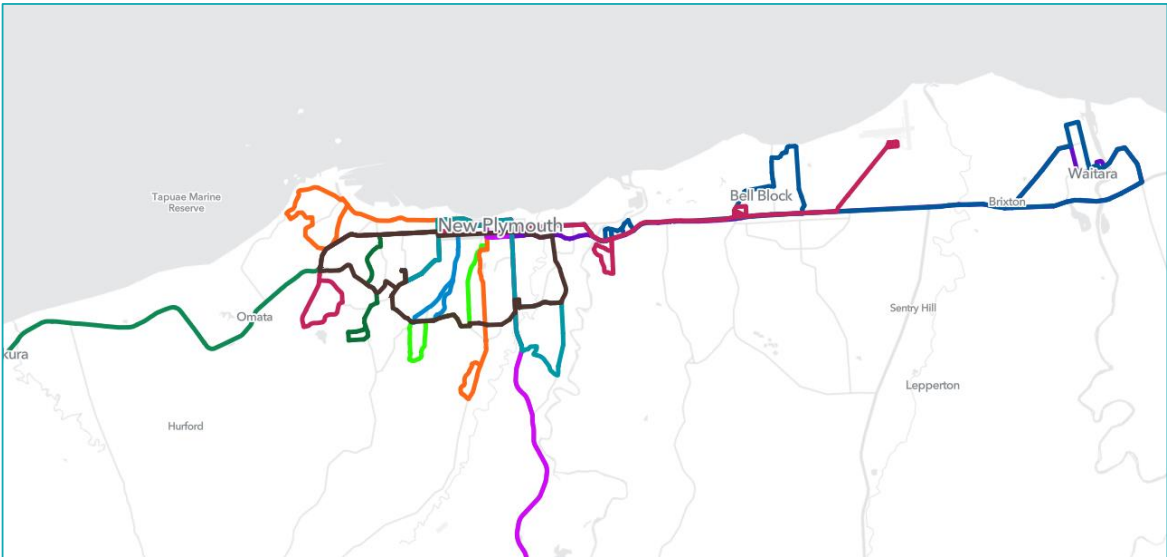 Tapuae Marine
Reserve
New Plymouth
Bell Block
Waitara
Brixton
Omata
Sentry Hill
kura
Lepperton
Hurford